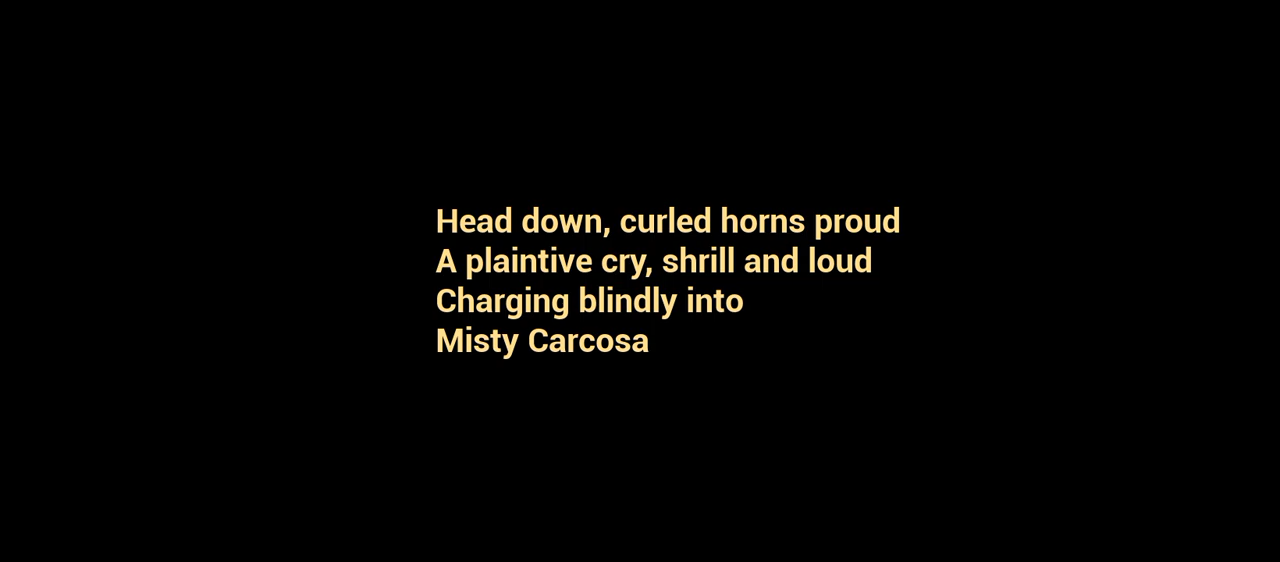 Head down, curled horns proud
A plaintive cry, shrill and loud
Charging blindly into
Misty Carcosa